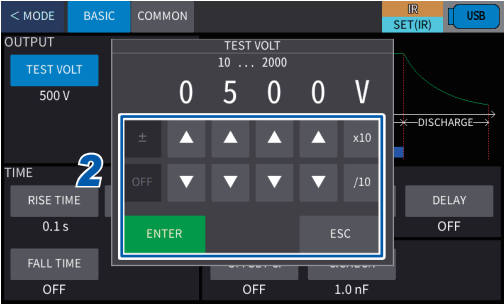 < MODE BASIC COMMON IR SET(IR) USB
OUTPUT
TEST VOLT
500 V
TEST VOLT
10 ... 2000
0 5 0 0 V
± x10
OFF /10
ENTER ESC
2
DISCHARGE
TIME
RISE TIME
0.1 s
DELAY
OFF
FALL TIME
OFF
OFF
1.0 nF